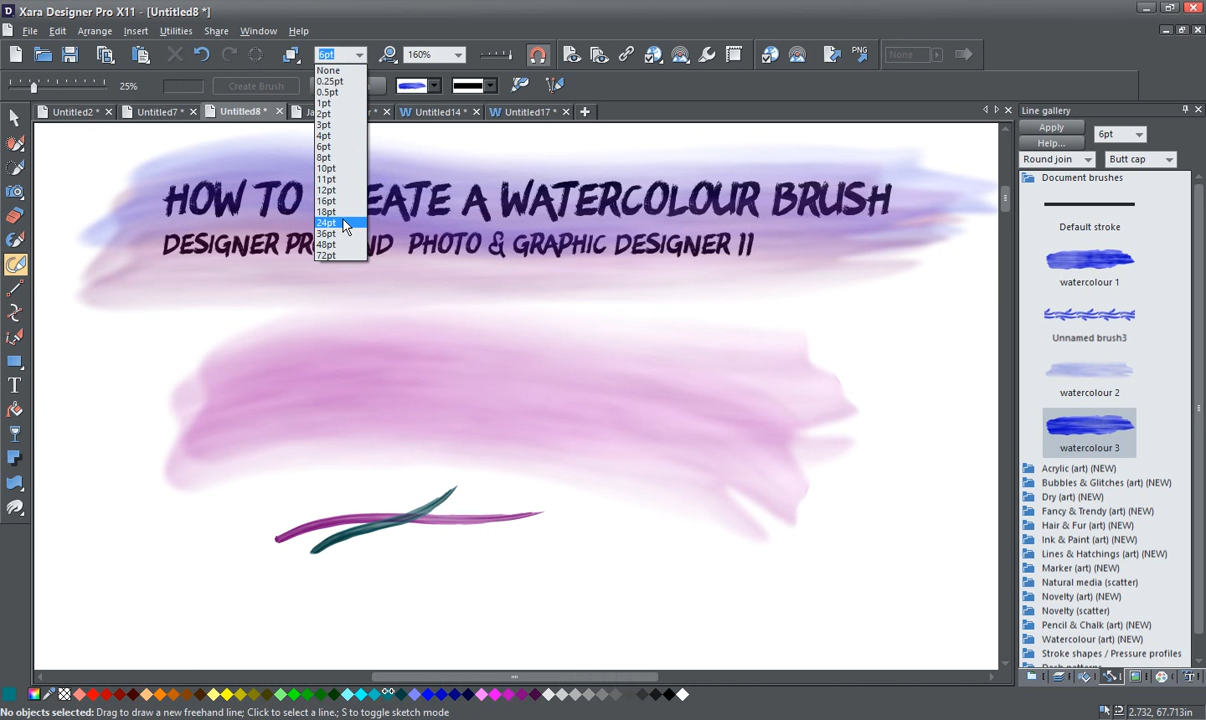 Xara Designer Pro X11 - [Untitled8 *]
File Edit Arrange Insert Utilities Share Window Help
6pt
160%
None
PNG
25%
Create Brush
Untitled2 *
Untitled7 *
Untitled8 *
Untitled14 *
Untitled17 *
None
0.25pt
0.5pt
1pt
2pt
3pt
4pt
6pt
8pt
10pt
11pt
12pt
16pt
18pt
24pt
36pt
48pt
72pt
HOW TO EATE A WATERCOLOUR BRUSH
DESIGNER PR ND PHOTO & GRAPHIC DESIGNER 11
Line gallery
Apply
6pt
Help...
Round join
Butt cap
Document brushes
Default stroke
watercolour 1
Unnamed brush3
watercolour 2
watercolour 3
Acrylic (art) (NEW)
Bubbles & Glitches (art) (NEW)
Dry (art) (NEW)
Fancy & Trendy (art) (NEW)
Hair & Fur (art) (NEW)
Ink & Paint (art) (NEW)
Lines & Hatchings (art) (NEW)
Marker (art) (NEW)
Natural media (scatter)
Novelty (art) (NEW)
Novelty (scatter)
Pencil & Chalk (art) (NEW)
Watercolour (art) (NEW)
Stroke shapes / Pressure profiles
No objects selected: Drag to draw a new freehand line; Click to select a line.; S to toggle sketch mode
2.732, 67.713in